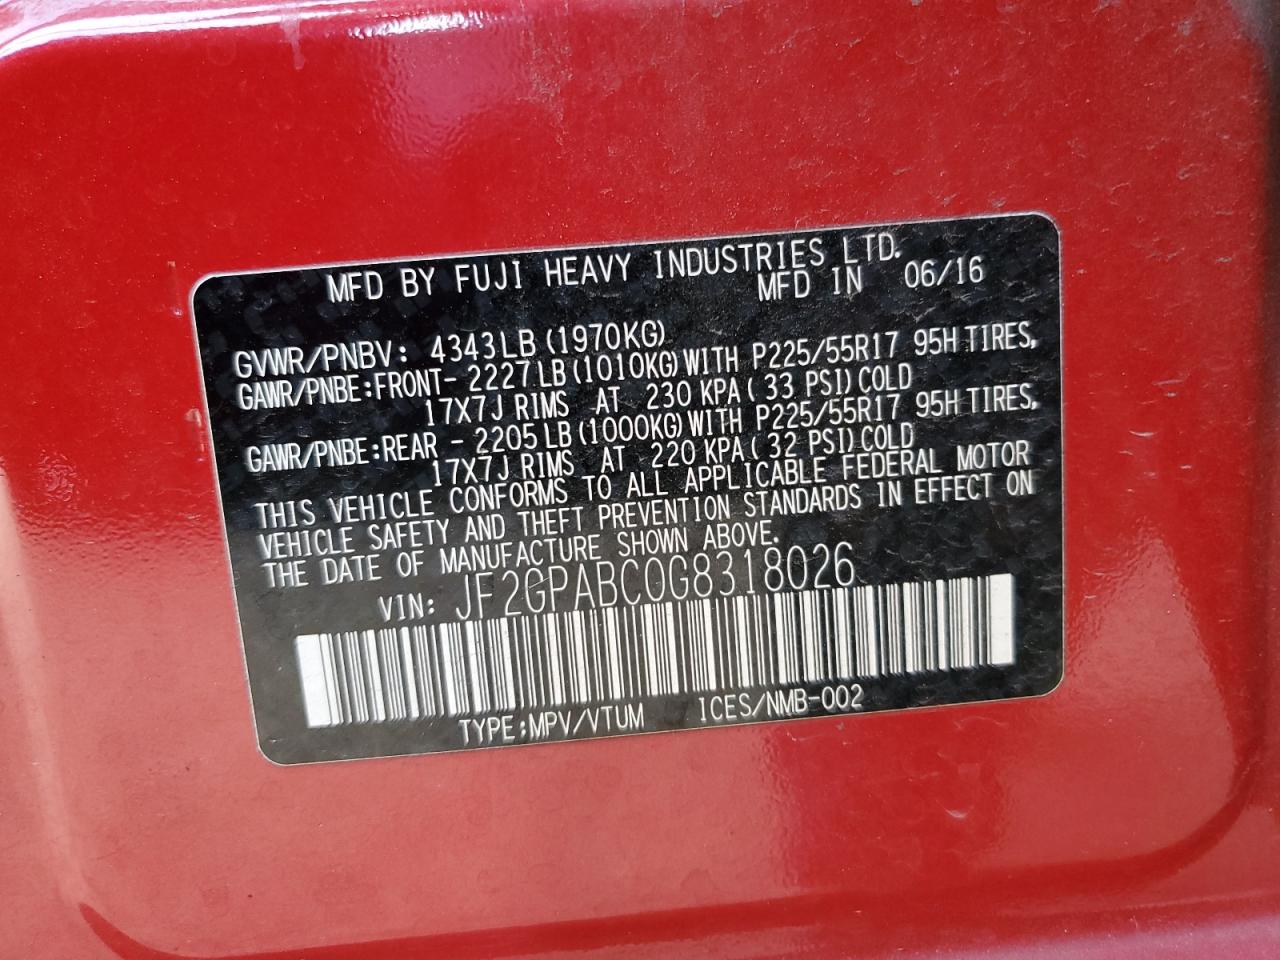 MFD BY FUJI HEAVY INDUSTRIES LTD.
MFD IN 06/16
GVWR/PNBV: 4343LB (1970KG)
GAWR/PNBE:FRONT- 2227LB (1010KG) WITH P225/55R17 95H TIRES,
17X7J RIMS AT 230 KPA ( 33 PSI) COLD
GAWR/PNBE:REAR - 2205LB (1000KG) WITH P225/55R17 95H TIRES,
17X7J RIMS AT 220 KPA ( 32 PSI) COLD
THIS VEHICLE CONFORMS TO ALL APPLICABLE FEDERAL MOTOR
VEHICLE SAFETY AND THEFT PREVENTION STANDARDS IN EFFECT ON
THE DATE OF MANUFACTURE SHOWN ABOVE.
VIN: JF2GPABC0G8318026
TYPE:MPV/VTUM ICES/NMB-002